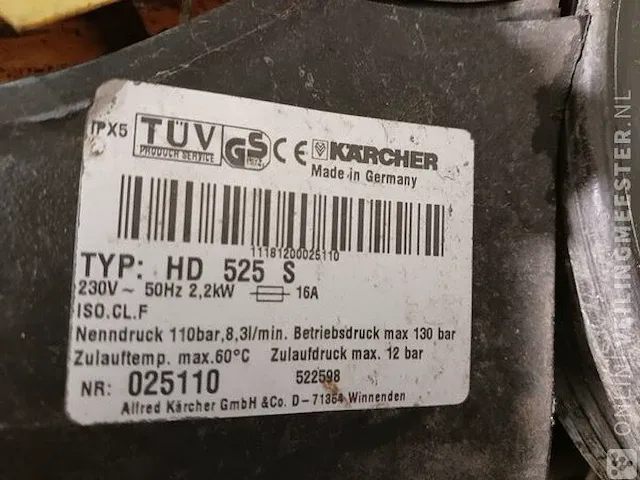 IPX5
TÜV
PRODUCT SERVICE
GS
CE
KÄRCHER
Made in Germany
11181200025110
TYP: HD 525 S
230V ~ 50Hz 2,2kW 16A
ISO.CL.F
Nenndruck 110bar,8,3l/min. Betriebsdruck max 130 bar
Zulauftemp. max.60°C Zulaufdruck max. 12 bar
NR: 025110 522598
Alfred Kärcher GmbH &Co. D-71364 Winnenden
ONLINEVEILINGMEESTER.NL